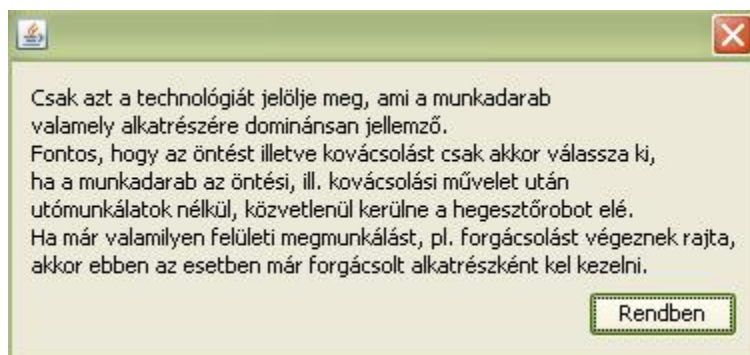 Csak azt a technológiát jelölje meg, ami a munkadarab
valamely alkatrészére dominánsan jellemző.
Fontos, hogy az öntést illetve kovácsolást csak akkor válassza ki,
ha a munkadarab az öntési, ill. kovácsolási művelet után
utómunkálatok nélkül, közvetlenül kerülne a hegesztőrobot elé.
Ha már valamilyen felületi megmunkálást, pl. forgácsolást végeznek rajta,
akkor ebben az esetben már forgácsolt alkatrészként kel kezelni.
Rendben